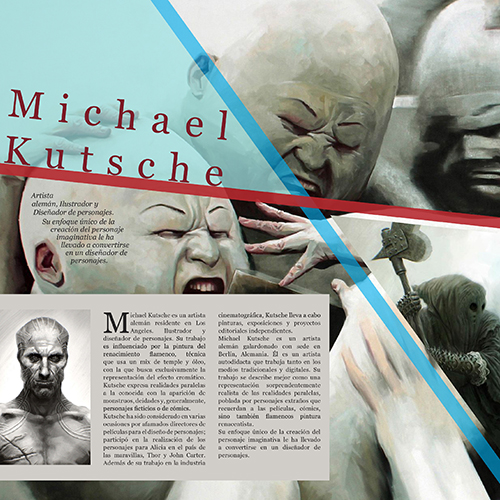 Michael
Kutsche
Artista
alemán, Ilustrador y
Diseñador de personajes.
Su enfoque único de la
creación del personaje
imaginativa le ha
llevado a convertirse
en un diseñador de
personajes.
Michael Kutsche es un artista
alemán residente en Los
Angeles. Ilustrador y
diseñador de personajes. Su trabajo
es influenciado por la pintura del
renacimiento flamenco, técnica
que usa un mix de temple y óleo,
con la que busca exclusivamente la
representación del efecto cromático.
Kutsche expresa realidades paralelas
a la conocida con la aparición de
monstruos, deidades y, generalmente,
personajes ficticios o de cómics.
Kutsche ha sido considerado en varias
ocasiones por afamados directores de
películas para el diseño de personajes;
participó en la realización de los
personajes para Alicia en el país de
las maravillas, Thor y John Carter.
Además de su trabajo en la industria
cinematográfica, Kutsche lleva a cabo
pinturas, exposiciones y proyectos
editoriales independientes.
Michael Kutsche es un artista
alemán galardonado con sede en
Berlín, Alemania. Él es un artista
autodidacta que trabaja tanto en los
medios tradicionales y digitales. Su
trabajo se describe mejor como una
representación sorprendentemente
realista de las realidades paralelas,
poblada por personajes extrados que
recuerdan a las películas, cómics,
sino también flamencos pintura
renacentista.
Su enfoque único de la creación del
personaje imaginativa le ha llevado
a convertirse en un diseñador de
personajes.